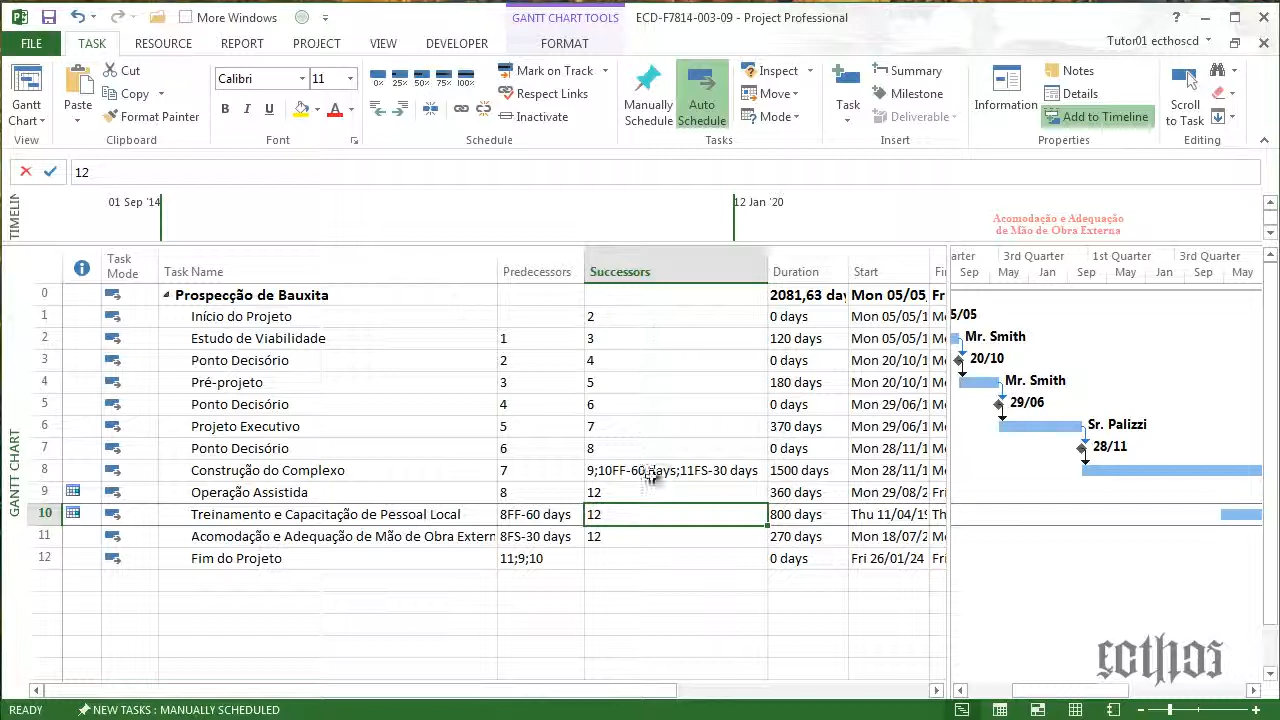 More Windows
GANTT CHART TOOLS
ECD-F7814-003-09 - Project Professional
FILE
TASK
RESOURCE
REPORT
PROJECT
VIEW
DEVELOPER
FORMAT
Tutor01 ecthoscd
Gantt Chart
Paste
Cut
Copy
Format Painter
Calibri
11
B I U
0% 25% 50% 75% 100%
Mark on Track
Respect Links
Inactivate
Manually Schedule
Auto Schedule
Inspect
Move
Mode
Task
Summary
Milestone
Deliverable
Information
Notes
Details
Add to Timeline
Scroll to Task
View
Clipboard
Font
Schedule
Tasks
Insert
Properties
Editing
12
01 Sep '14
12 Jan '20
Acomodação e Adequação
de Mão de Obra Externa
Task Mode Task Name Predecessors Successors Duration Start
3rd Quarter 1st Quarter 3rd Quarter
Sep May Jan Sep May Jan Sep May
0 Prospecção de Bauxita 2081,63 day Mon 05/05, Fr
1 Início do Projeto 2 0 days Mon 05/05/1
2 Estudo de Viabilidade 1 3 120 days Mon 05/05/1 Mr. Smith
3 Ponto Decisório 2 4 0 days Mon 20/10/1 20/10
4 Pré-projeto 3 5 180 days Mon 20/10/1 Mr. Smith
5 Ponto Decisório 4 6 0 days Mon 29/06/1 29/06
6 Projeto Executivo 5 7 370 days Mon 29/06/1 Sr. Palizzi
7 Ponto Decisório 6 8 0 days Mon 28/11/1 28/11
8 Construção do Complexo 7 9;10FF-60 days;11FS-30 days 1500 days Mon 28/11/1
9 Operação Assistida 8 12 360 days Mon 29/08/2 Fri
10 Treinamento e Capacitação de Pessoal Local 8FF-60 days 12 800 days Thu 11/04/19 Th
11 Acomodação e Adequação de Mão de Obra Extern 8FS-30 days 12 270 days Mon 18/07/2 Fri
12 Fim do Projeto 11;9;10 0 days Fri 26/01/24 Fri
GANTT CHART
ecthos
READY
NEW TASKS : MANUALLY SCHEDULED